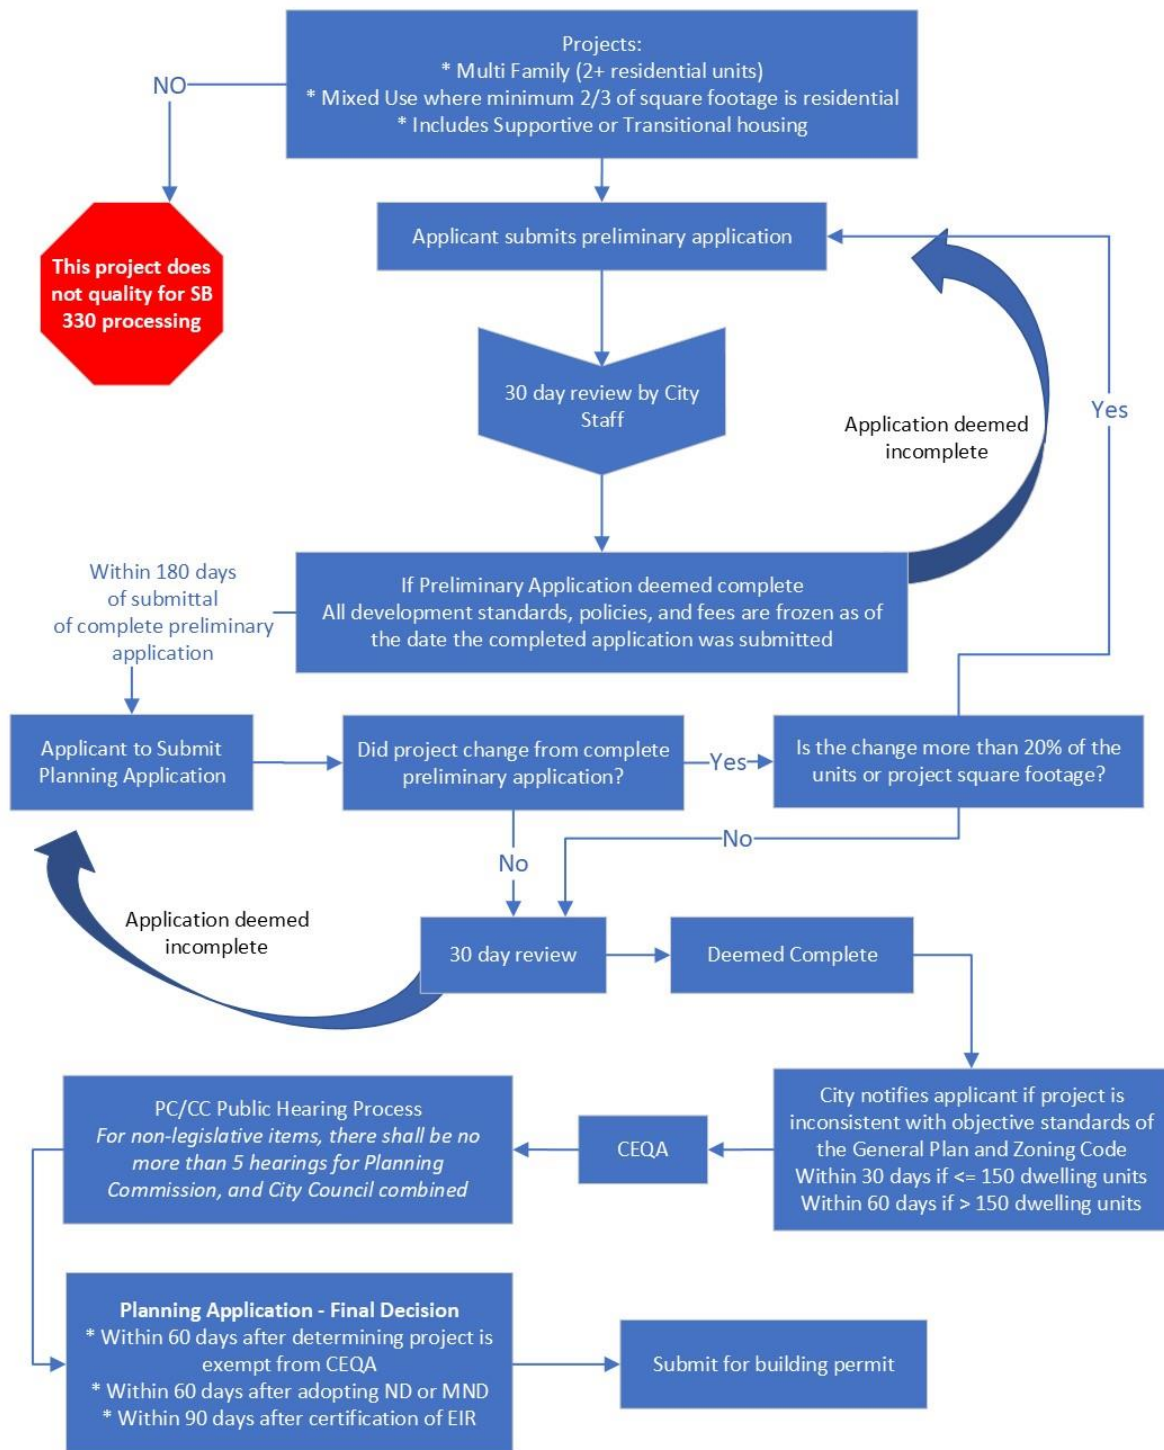 Projects:
* Multi Family (2+ residential units)
* Mixed Use where minimum 2/3 of square footage is residential
* Includes Supportive or Transitional housing
NO
This project does
not quality for SB
330 processing
Applicant submits preliminary application
30 day review by City
Staff
Application deemed
incomplete
Yes
If Preliminary Application deemed complete
All development standards, policies, and fees are frozen as of
the date the completed application was submitted
Within 180 days
of submittal
of complete preliminary
application
Applicant to Submit
Planning Application
Did project change from complete
preliminary application?
Yes
Is the change more than 20% of the
units or project square footage?
No
No
Application deemed
incomplete
30 day review
Deemed Complete
City notifies applicant if project is
inconsistent with objective standards of
the General Plan and Zoning Code
Within 30 days if <= 150 dwelling units
Within 60 days if > 150 dwelling units
CEQA
PC/CC Public Hearing Process
For non-legislative items, there shall be no
more than 5 hearings for Planning
Commission, and City Council combined
Planning Application - Final Decision
* Within 60 days after determining project is
exempt from CEQA
* Within 60 days after adopting ND or MND
* Within 90 days after certification of EIR
Submit for building permit